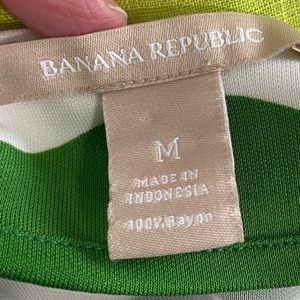 BANANA REPUBLIC
M
MADE IN
INDONESIA
100% Rayon